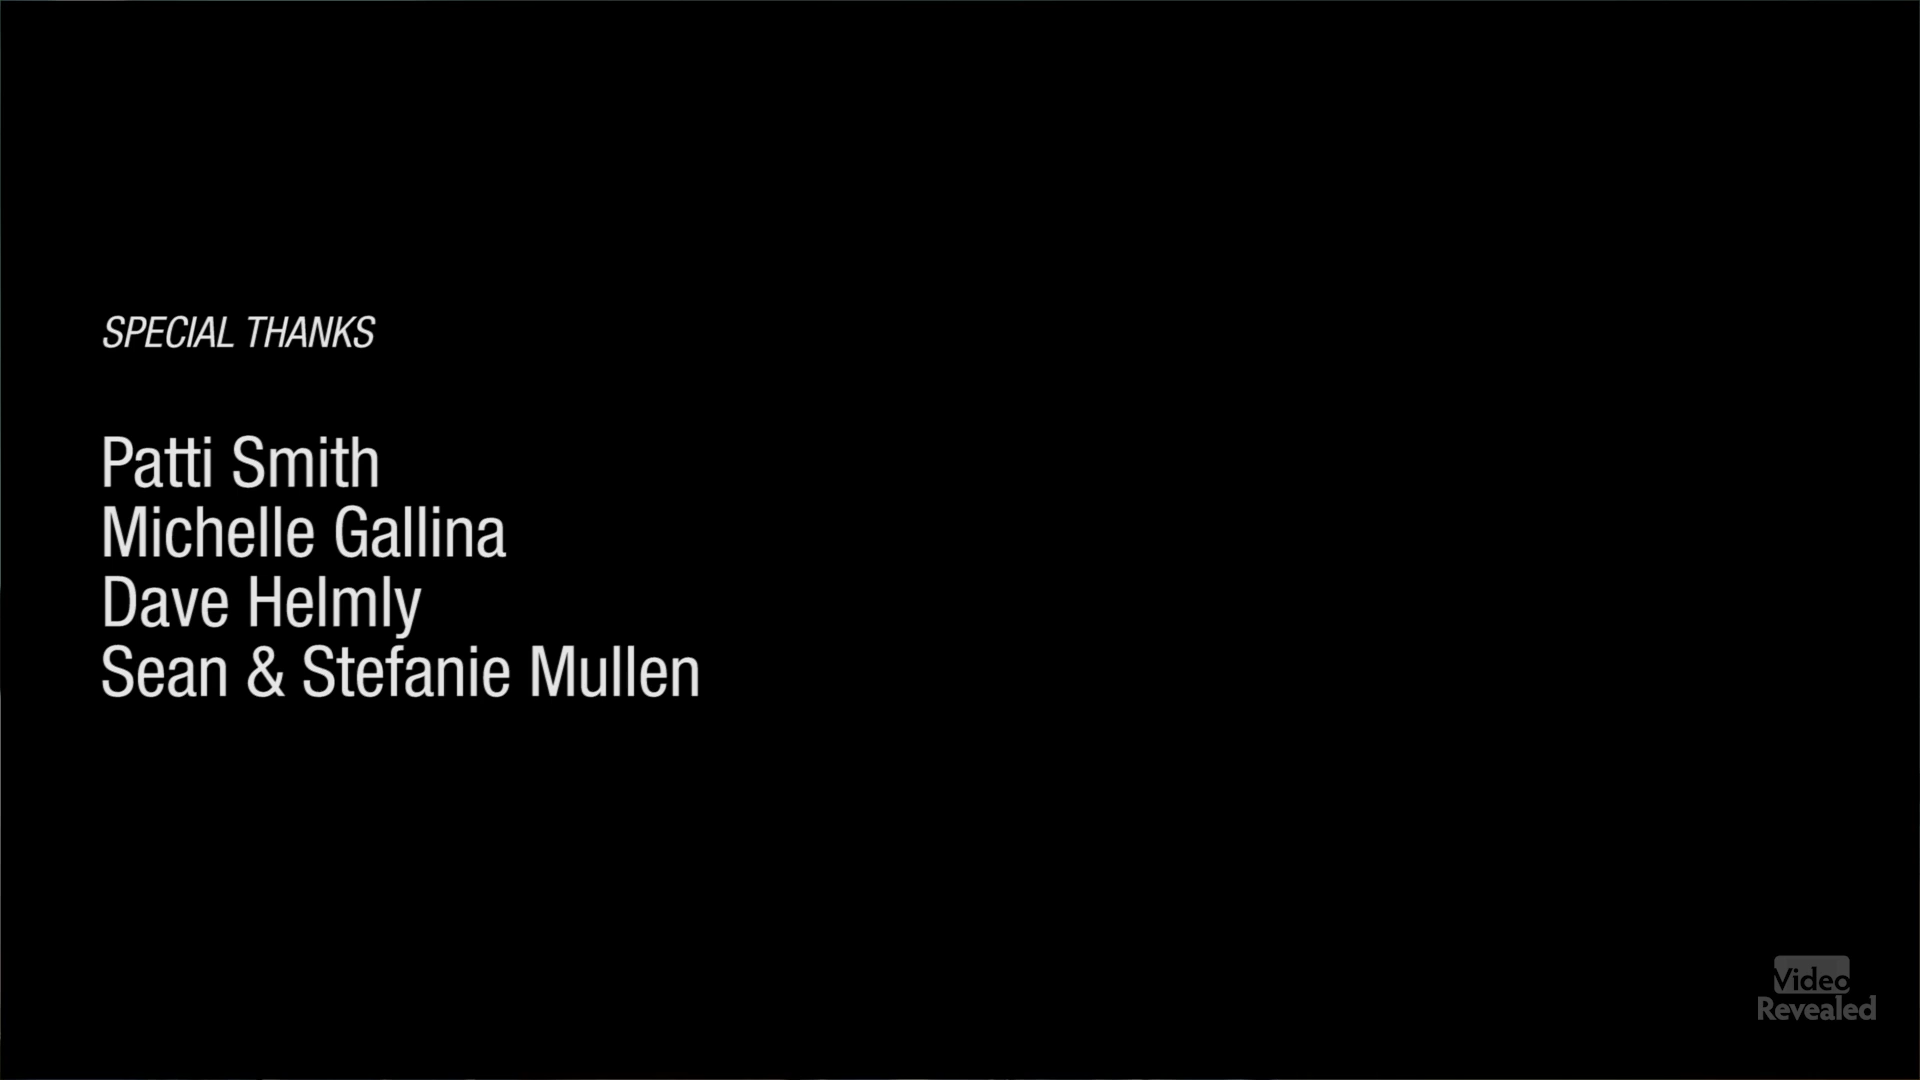 SPECIAL THANKS
Patti Smith
Michelle Gallina
Dave Helmly
Sean & Stefanie Mullen
Video
Revealed